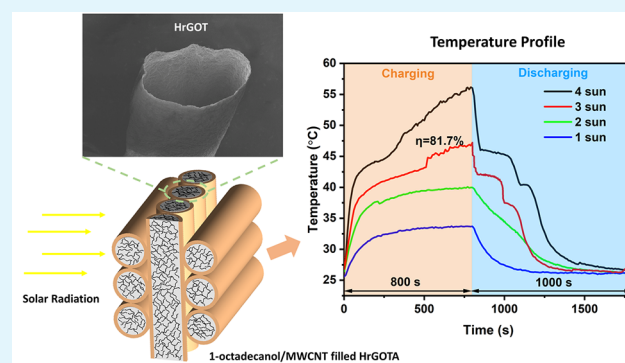 HrGOT
Solar Radiation
1-octadecanol/MWCNT filled HrGOTA
Temperature Profile
Charging
Discharging
4 sun
3 sun
2 sun
1 sun
η=81.7%
Temperature (°C)
60
55
50
45
40
35
30
25
800 s
1000 s
0
500
1000
1500
Time (s)